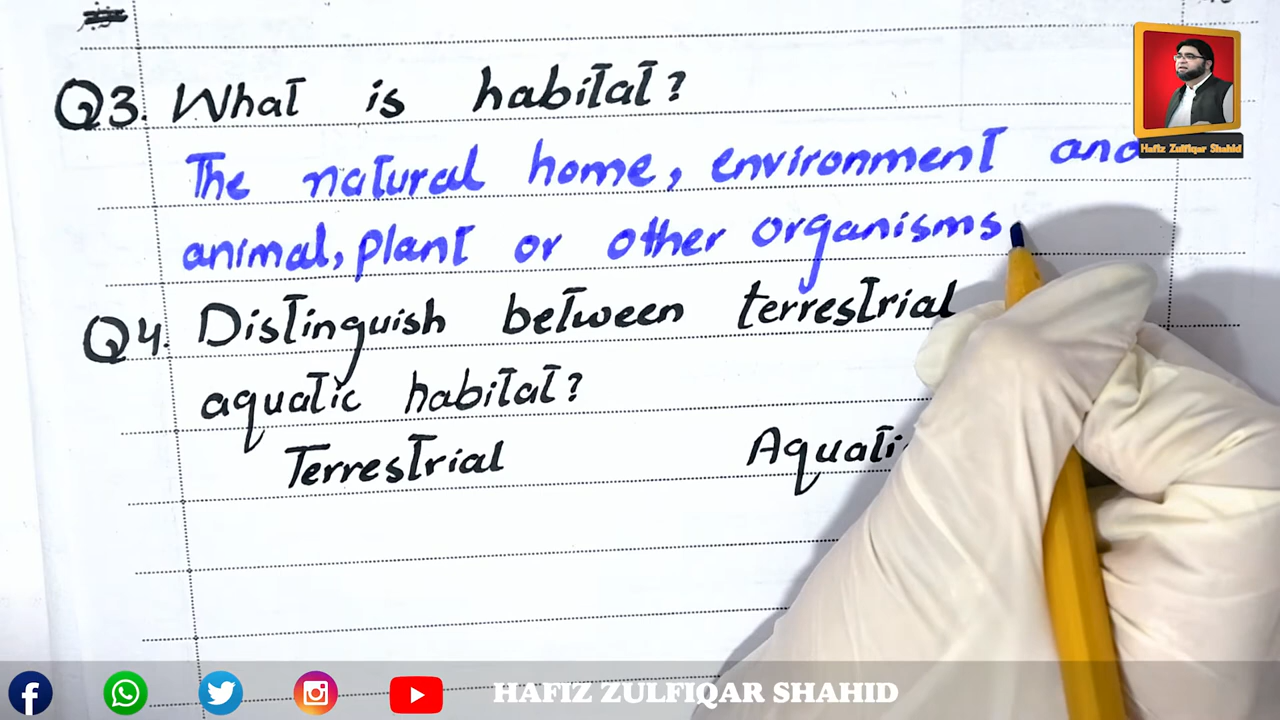 Q3. What is habitat?
The natural home, environment and
animal, plant or other organisms.
Q4. Distinguish between terrestrial
aquatic habitat?
Terrestrial Aquati
Hafiz Zulfiqar Shahid
HAFIZ ZULFIQAR SHAHID